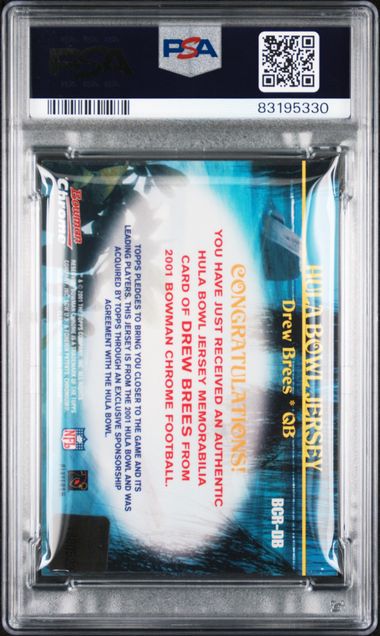 PSA
PSA
83195330
HULA BOWL JERSEY
Drew Brees * QB
BCR-DB
CONGRATULATIONS!
YOU HAVE JUST RECEIVED AN AUTHENTIC
HULA BOWL JERSEY MEMORABILIA
CARD OF DREW BREES FROM
2001 BOWMAN CHROME FOOTBALL.
TOPPS PLEDGES TO BRING YOU CLOSER TO THE GAME AND ITS
LEADING PLAYERS. THIS JERSEY IS FROM THE 2001 HULA BOWL AND WAS
ACQUIRED BY TOPPS THROUGH AN EXCLUSIVE SPONSORSHIP
AGREEMENT WITH THE HULA BOWL.
Bowman
Chrome
NFL
PLAYERS